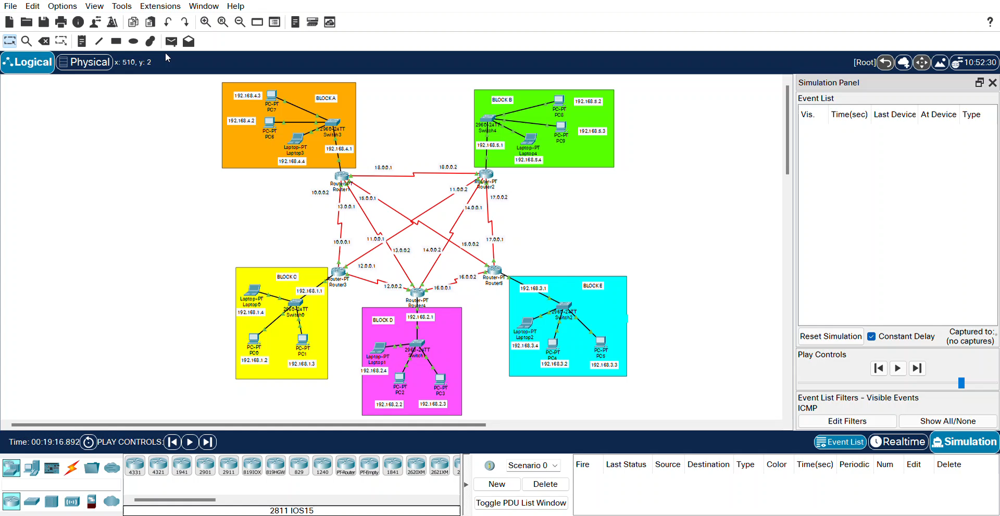 File Edit Options View Tools Extensions Window Help
?
Logical Physical x: 510, y: 2
[Root] 10:52:30
BLOCK A
192.168.4.3
PC-PT
PC7
192.168.4.2
PC-PT
PC6
2960-24TT
Switch3
Laptop-PT
Laptop3
192.168.4.4
192.168.4.1
BLOCK B
PC-PT
PC8
192.168.5.2
2960-24TT
Switch4
PC-PT
PC9
192.168.5.3
192.168.5.1
Laptop-PT
Laptop4
192.168.5.4
18.0.0.1
18.0.0.2
Router-PT
Router1
Router-PT
Router2
10.0.0.2
15.0.0.1
11.0.0.2
17.0.0.2
13.0.0.1
14.0.0.1
10.0.0.1
11.0.0.1
13.0.0.2
14.0.0.2
15.0.0.2
17.0.0.1
12.0.0.1
Router-PT
Router3
12.0.0.2
16.0.0.1
16.0.0.2
Router-PT
Router5
Router-PT
Router4
BLOCK C
192.168.1.1
Laptop-PT
Laptop0
192.168.1.4
2960-24TT
Switch0
PC-PT
PC0
192.168.1.2
PC-PT
PC1
192.168.1.3
BLOCK D
192.168.2.1
2960-24TT
Switch1
Laptop-PT
Laptop1
192.168.2.4
PC-PT
PC2
192.168.2.2
PC-PT
PC3
192.168.2.3
192.168.3.1
BLOCK E
2960-24TT
Switch2
Laptop-PT
Laptop2
192.168.3.4
PC-PT
PC4
192.168.3.2
PC-PT
PC5
192.168.3.3
Simulation Panel
Event List
Vis. Time(sec) Last Device At Device Type
Reset Simulation Constant Delay Captured to:
(no captures)
Play Controls
Event List Filters - Visible Events
ICMP
Edit Filters Show All/None
Time: 00:19:16.892 PLAY CONTROLS:
Event List Realtime Simulation
4331 4321 1941 2901 2911 819IOX 819HGW 829 1240 PT-Router PT-Empty 1841 2620XM 2621XM 2
2811 IOS15
Scenario 0
New Delete
Toggle PDU List Window
Fire Last Status Source Destination Type Color Time(sec) Periodic Num Edit Delete